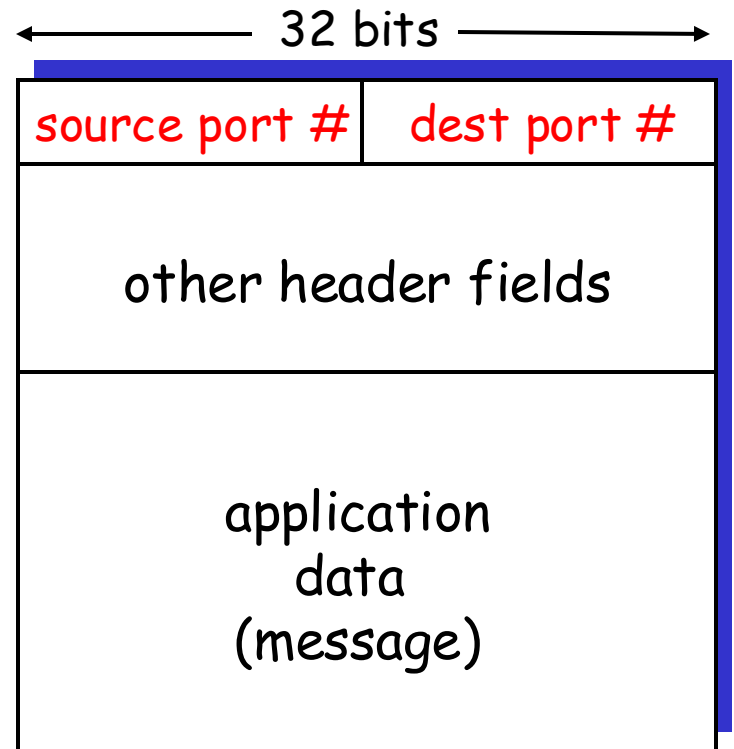 32 bits
source port # dest port #
other header fields
application
data
(message)